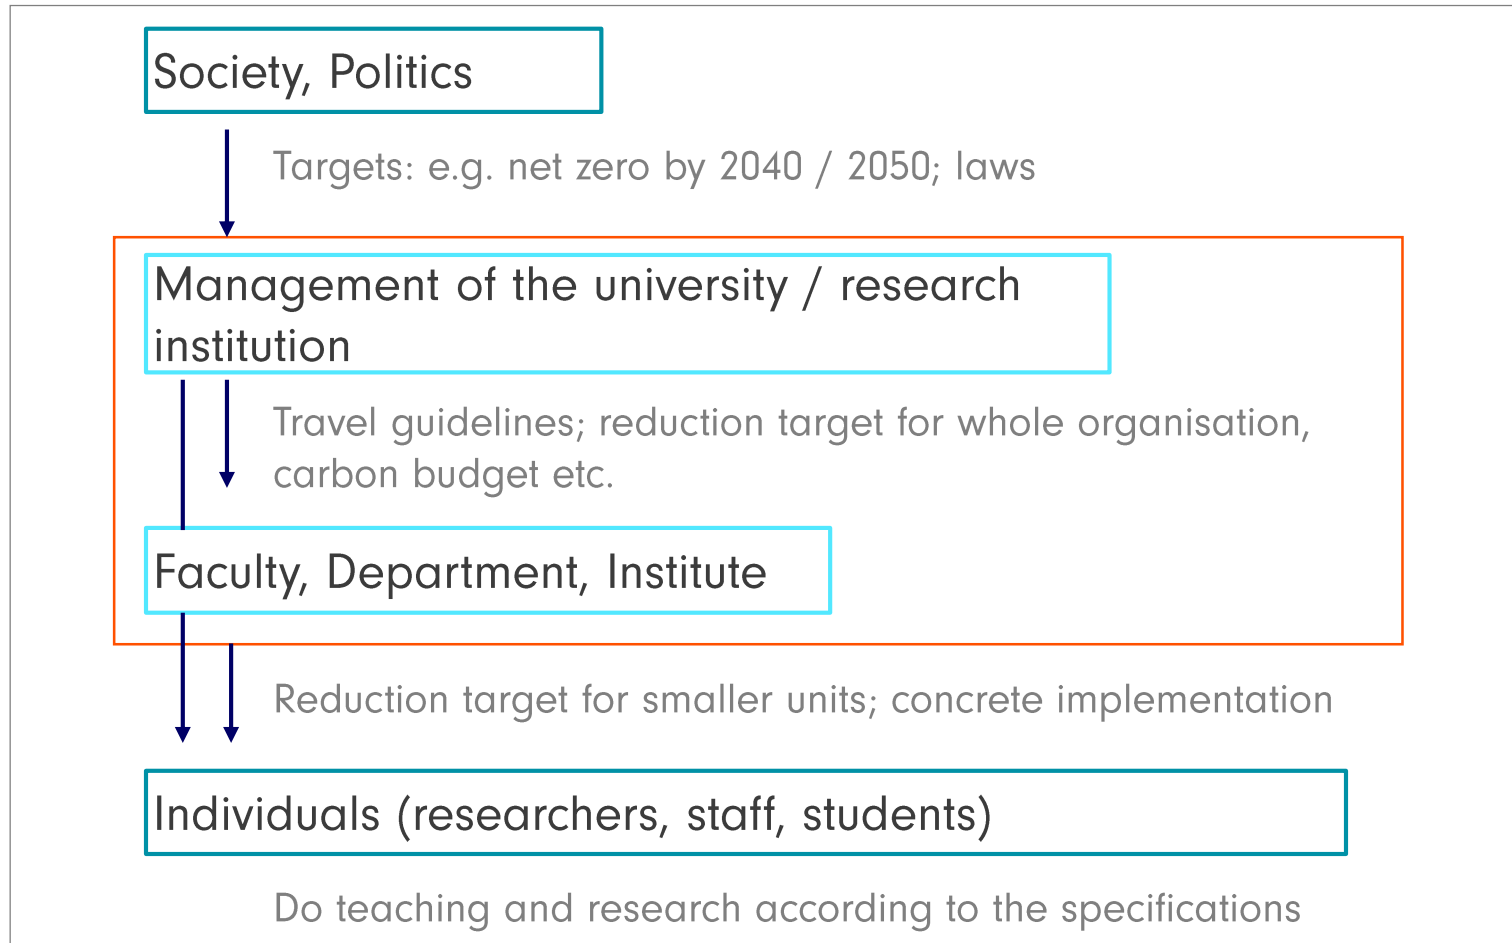 Society, Politics
Targets: e.g. net zero by 2040 / 2050; laws
Management of the university / research
institution
Travel guidelines; reduction target for whole organisation,
carbon budget etc.
Faculty, Department, Institute
Reduction target for smaller units; concrete implementation
Individuals (researchers, staff, students)
Do teaching and research according to the specifications